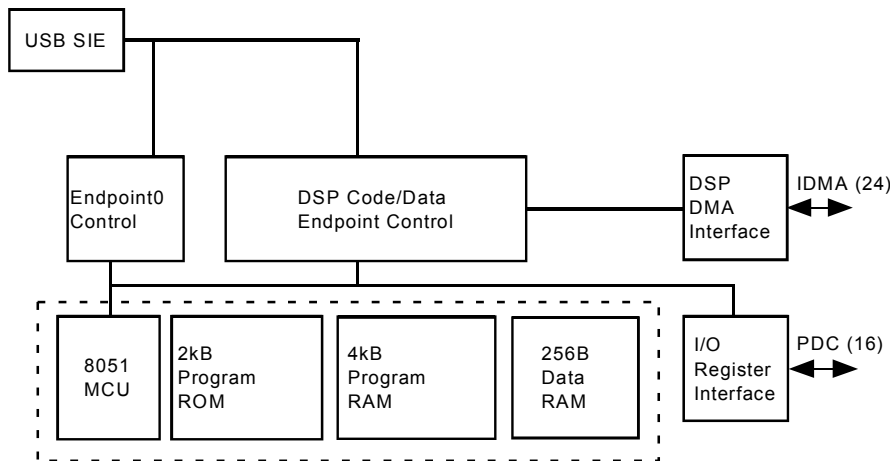 USB SIE
Endpoint0
Control
DSP Code/Data
Endpoint Control
DSP
DMA
Interface
IDMA (24)
8051
MCU
2kB
Program
ROM
4kB
Program
RAM
256B
Data
RAM
I/O
Register
Interface
PDC (16)